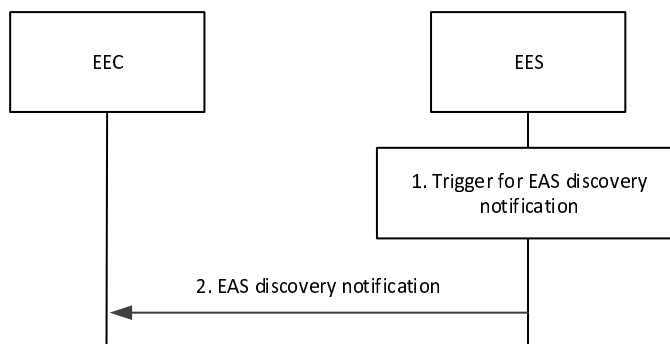 EEC
EES
1. Trigger for EAS discovery
notification
2. EAS discovery notification